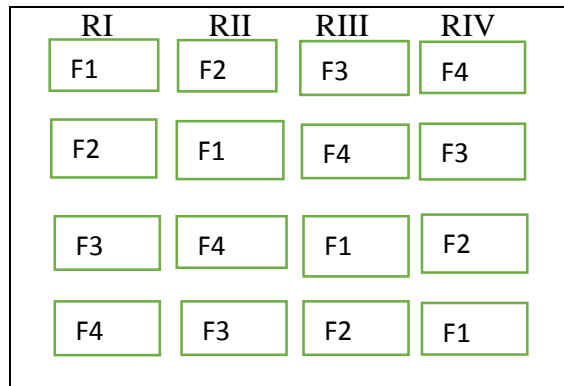 RI RII RIII RIV
F1 F2 F3 F4
F2 F1 F4 F3
F3 F4 F1 F2
F4 F3 F2 F1